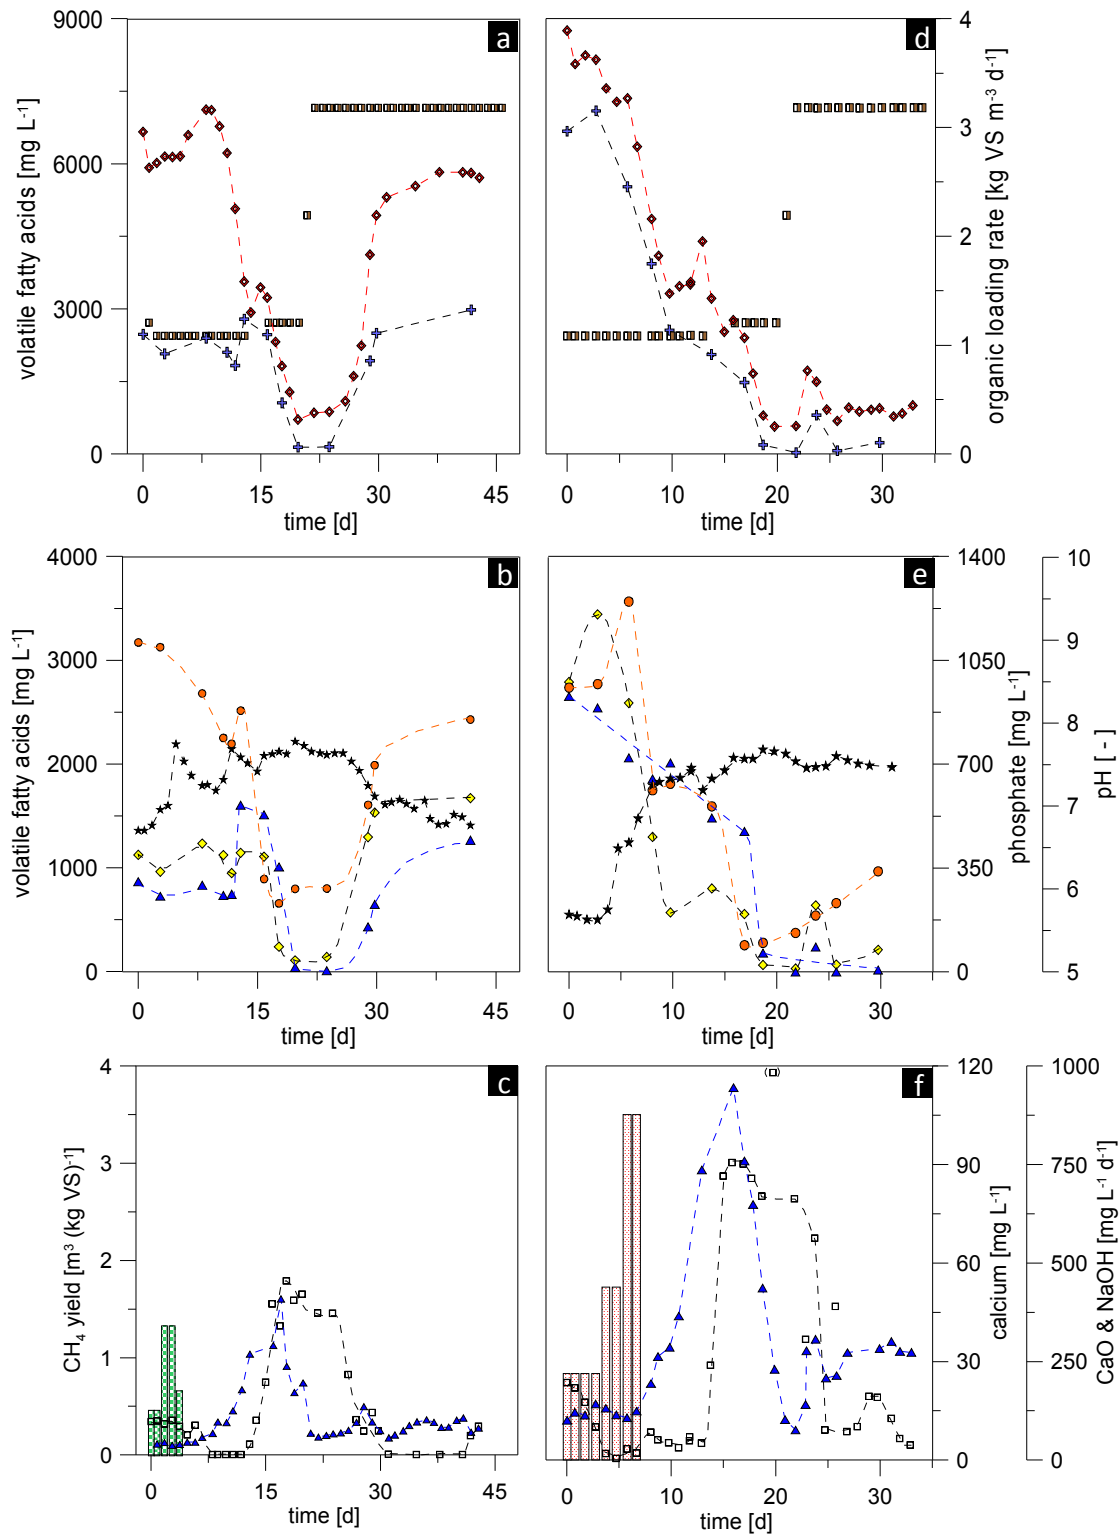 a
d
9000
6000
3000
0
volatile fatty acids [mg L⁻¹]
0 15 30 45
time [d]
4
3
2
1
0
organic loading rate [kg VS m⁻³ d⁻¹]
0 10 20 30
time [d]
b
e
4000
3000
2000
1000
0
volatile fatty acids [mg L⁻¹]
0 15 30 45
time [d]
1400
1050
700
350
0
phosphate [mg L⁻¹]
10
9
8
7
6
5
pH [ - ]
0 10 20 30
time [d]
c
f
4
3
2
1
0
CH₄ yield [m³ (kg VS)⁻¹]
0 15 30 45
time [d]
( )
120
90
60
30
0
calcium [mg L⁻¹]
1000
750
500
250
0
CaO & NaOH [mg L⁻¹ d⁻¹]
0 10 20 30
time [d]